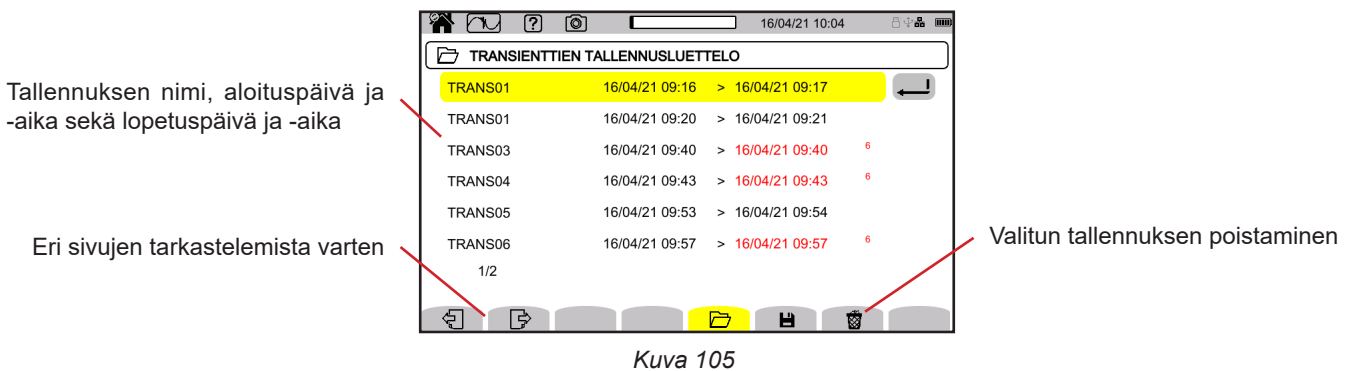 ? 16/04/21 10:04
TRANSIENTTIEN TALLENNUSLUETTELO
TRANS01 16/04/21 09:16 > 16/04/21 09:17
TRANS01 16/04/21 09:20 > 16/04/21 09:21
TRANS03 16/04/21 09:40 > 16/04/21 09:40 6
TRANS04 16/04/21 09:43 > 16/04/21 09:43 6
TRANS05 16/04/21 09:53 > 16/04/21 09:54
TRANS06 16/04/21 09:57 > 16/04/21 09:57 6
1/2
Tallennuksen nimi, aloituspäivä ja
-aika sekä lopetuspäivä ja -aika
Eri sivujen tarkastelemista varten
Valitun tallennuksen poistaminen
Kuva 105